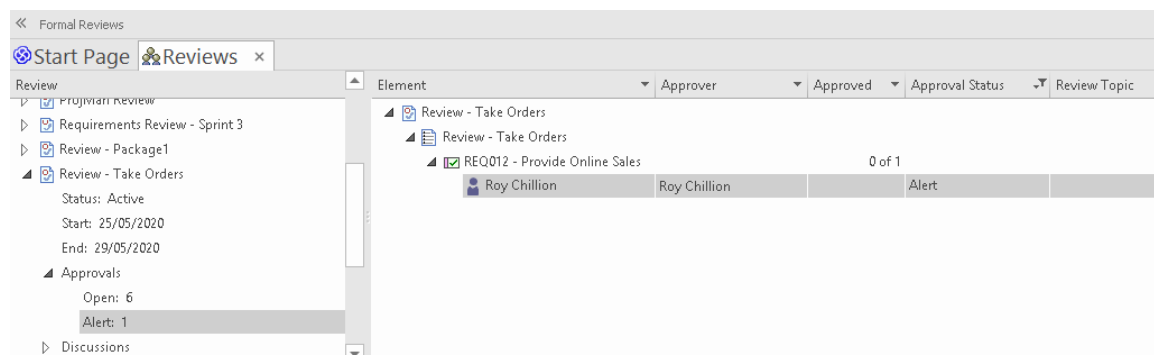 Formal Reviews
Start Page Reviews ×
Review
ProjMan Review
Requirements Review - Sprint 3
Review - Package1
Review - Take Orders
Status: Active
Start: 25/05/2020
End: 29/05/2020
Approvals
Open: 6
Alert: 1
Discussions
Element Approver Approved Approval Status Review Topic
Review - Take Orders
Review - Take Orders
REQ012 - Provide Online Sales 0 of 1
Roy Chillion Roy Chillion Alert